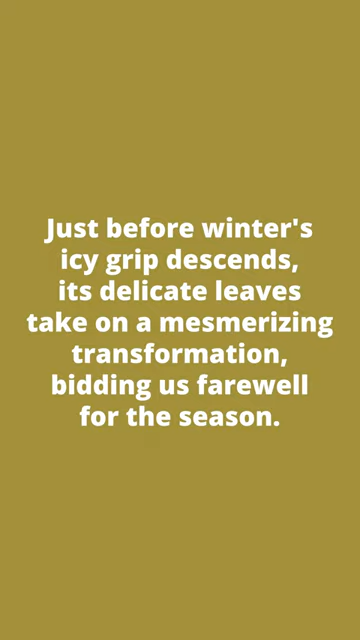 Just before winter's
icy grip descends,
its delicate leaves
take on a mesmerizing
transformation,
bidding us farewell
for the season.